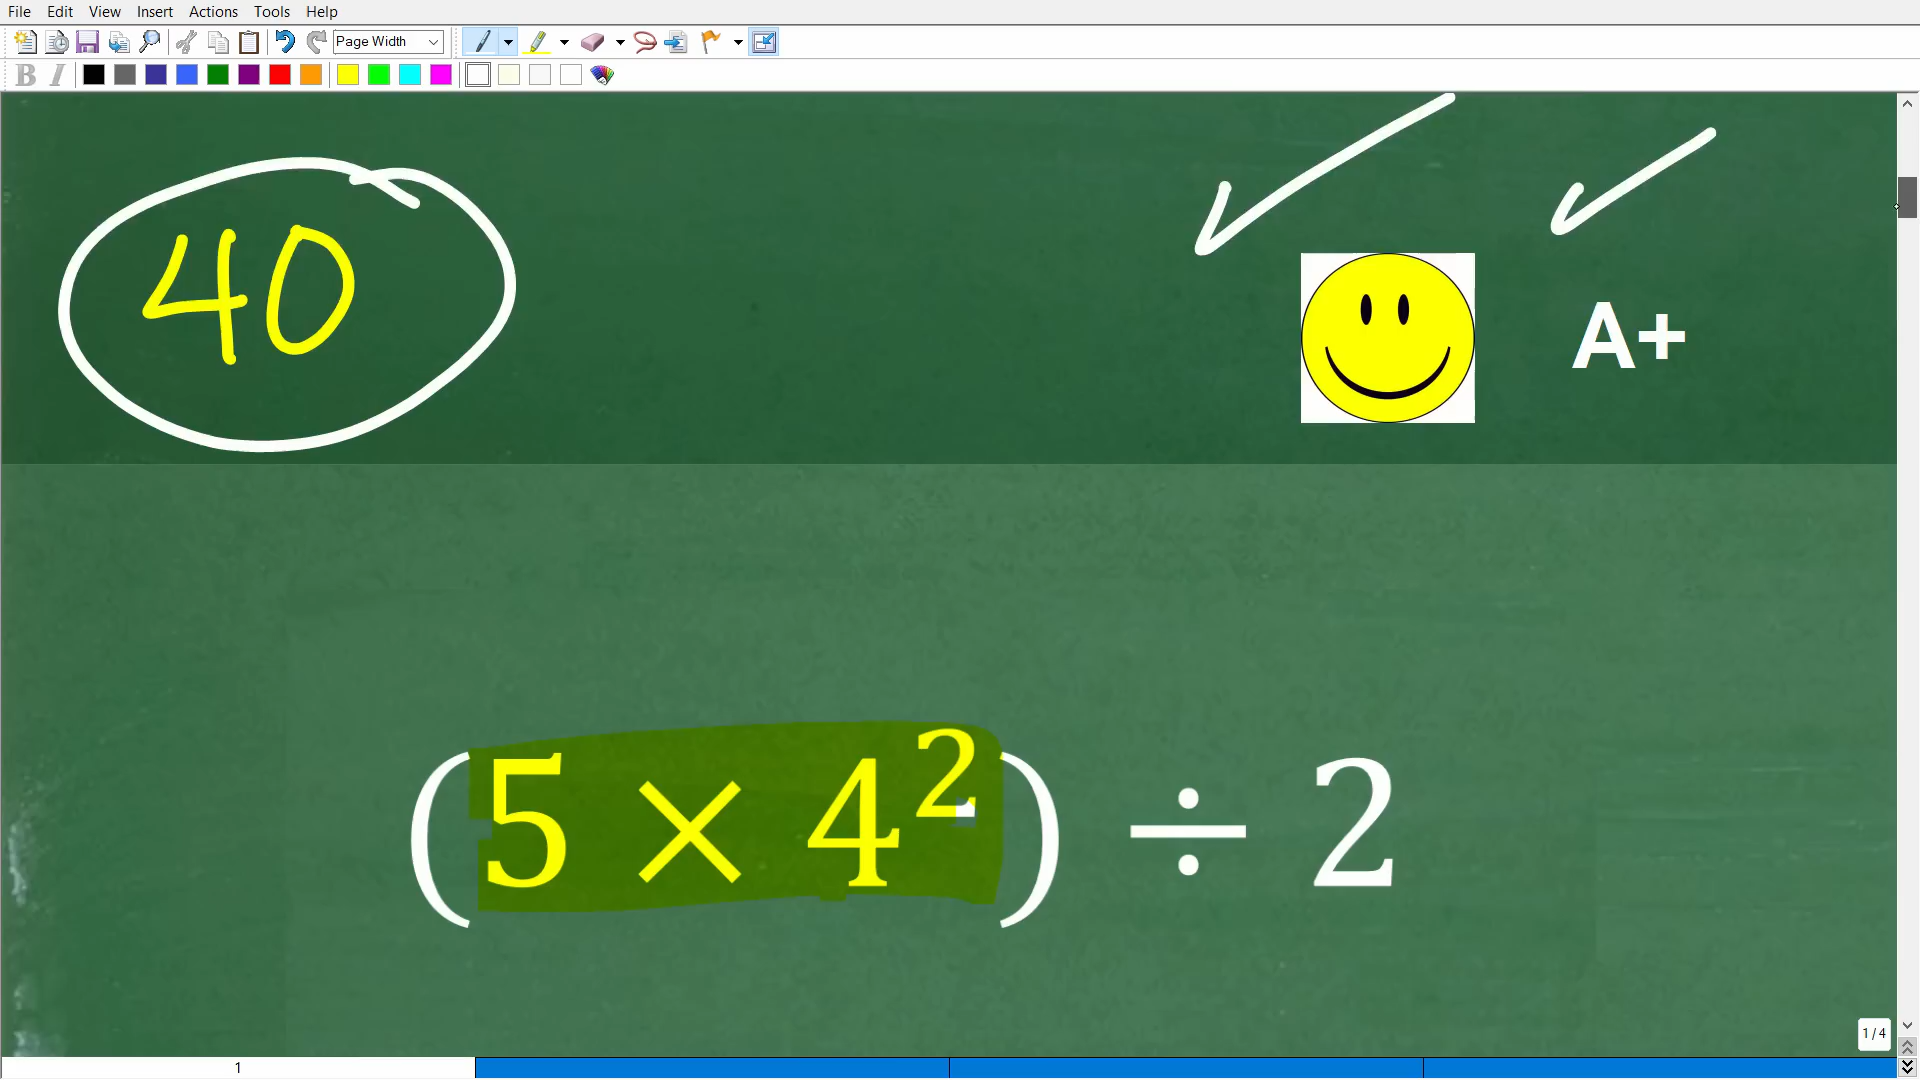 File Edit View Insert Actions Tools Help
Page Width
B I
40
A+
(5 × 4²) ÷ 2
1 / 4
1